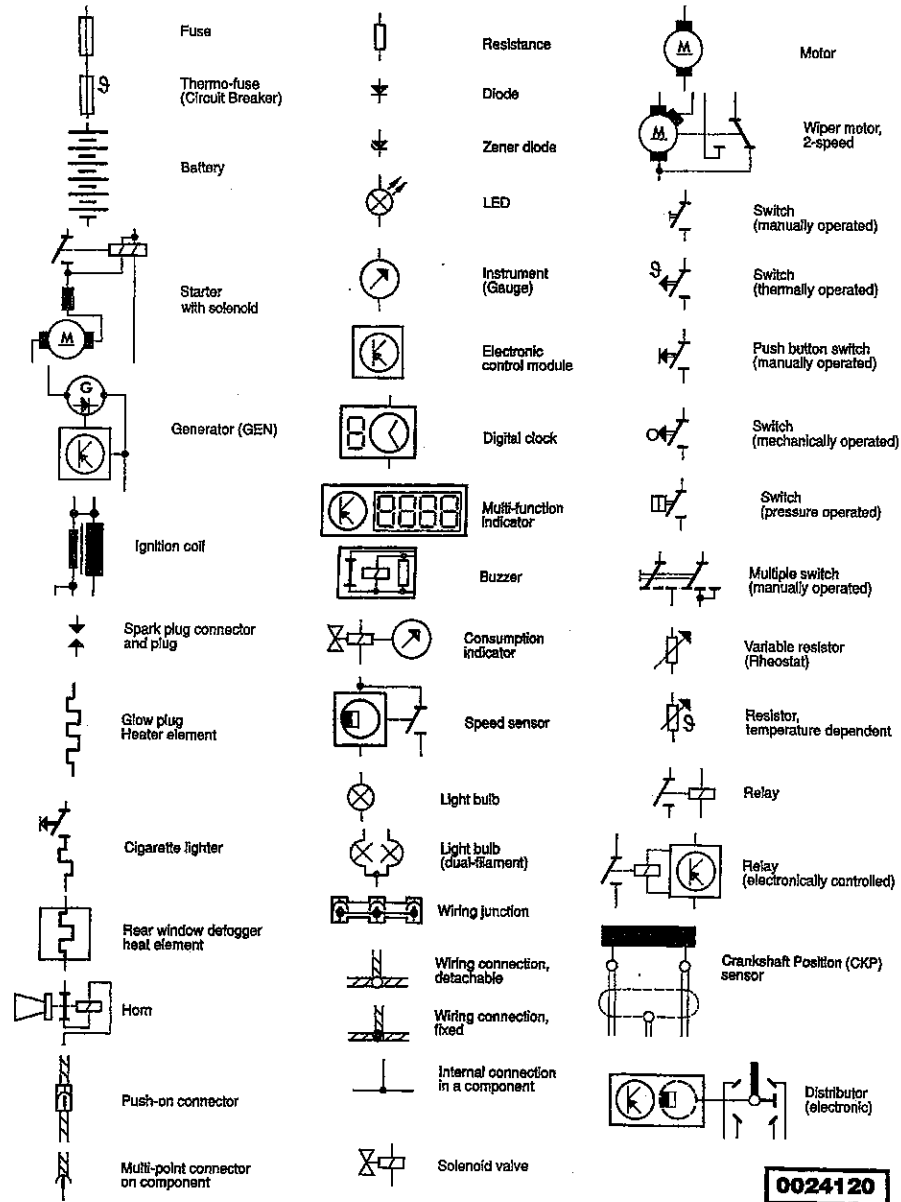 Fuse
Thermo-fuse
(Circuit Breaker)
Battery
Starter
with solenoid
M
G
Generator (GEN)
Ignition coil
Spark plug connector
and plug
Glow plug
Heater element
Cigarette lighter
Rear window defogger
heat element
Horn
Push-on connector
Multi-point connector
on component
Resistance
Diode
Zener diode
LED
Instrument
(Gauge)
Electronic
control module
Digital clock
Multi-function
indicator
Buzzer
Consumption
indicator
Speed sensor
Light bulb
Light bulb
(dual-filament)
Wiring junction
Wiring connection,
detachable
Wiring connection,
fixed
Internal connection
in a component
Solenoid valve
M
Motor
M
Wiper motor,
2-speed
Switch
(manually operated)
Switch
(thermally operated)
Push button switch
(manually operated)
Switch
(mechanically operated)
Switch
(pressure operated)
Multiple switch
(manually operated)
Variable resistor
(Rheostat)
Resistor,
temperature dependent
Relay
Relay
(electronically controlled)
Crankshaft Position (CKP)
sensor
Distributor
(electronic)
0024120